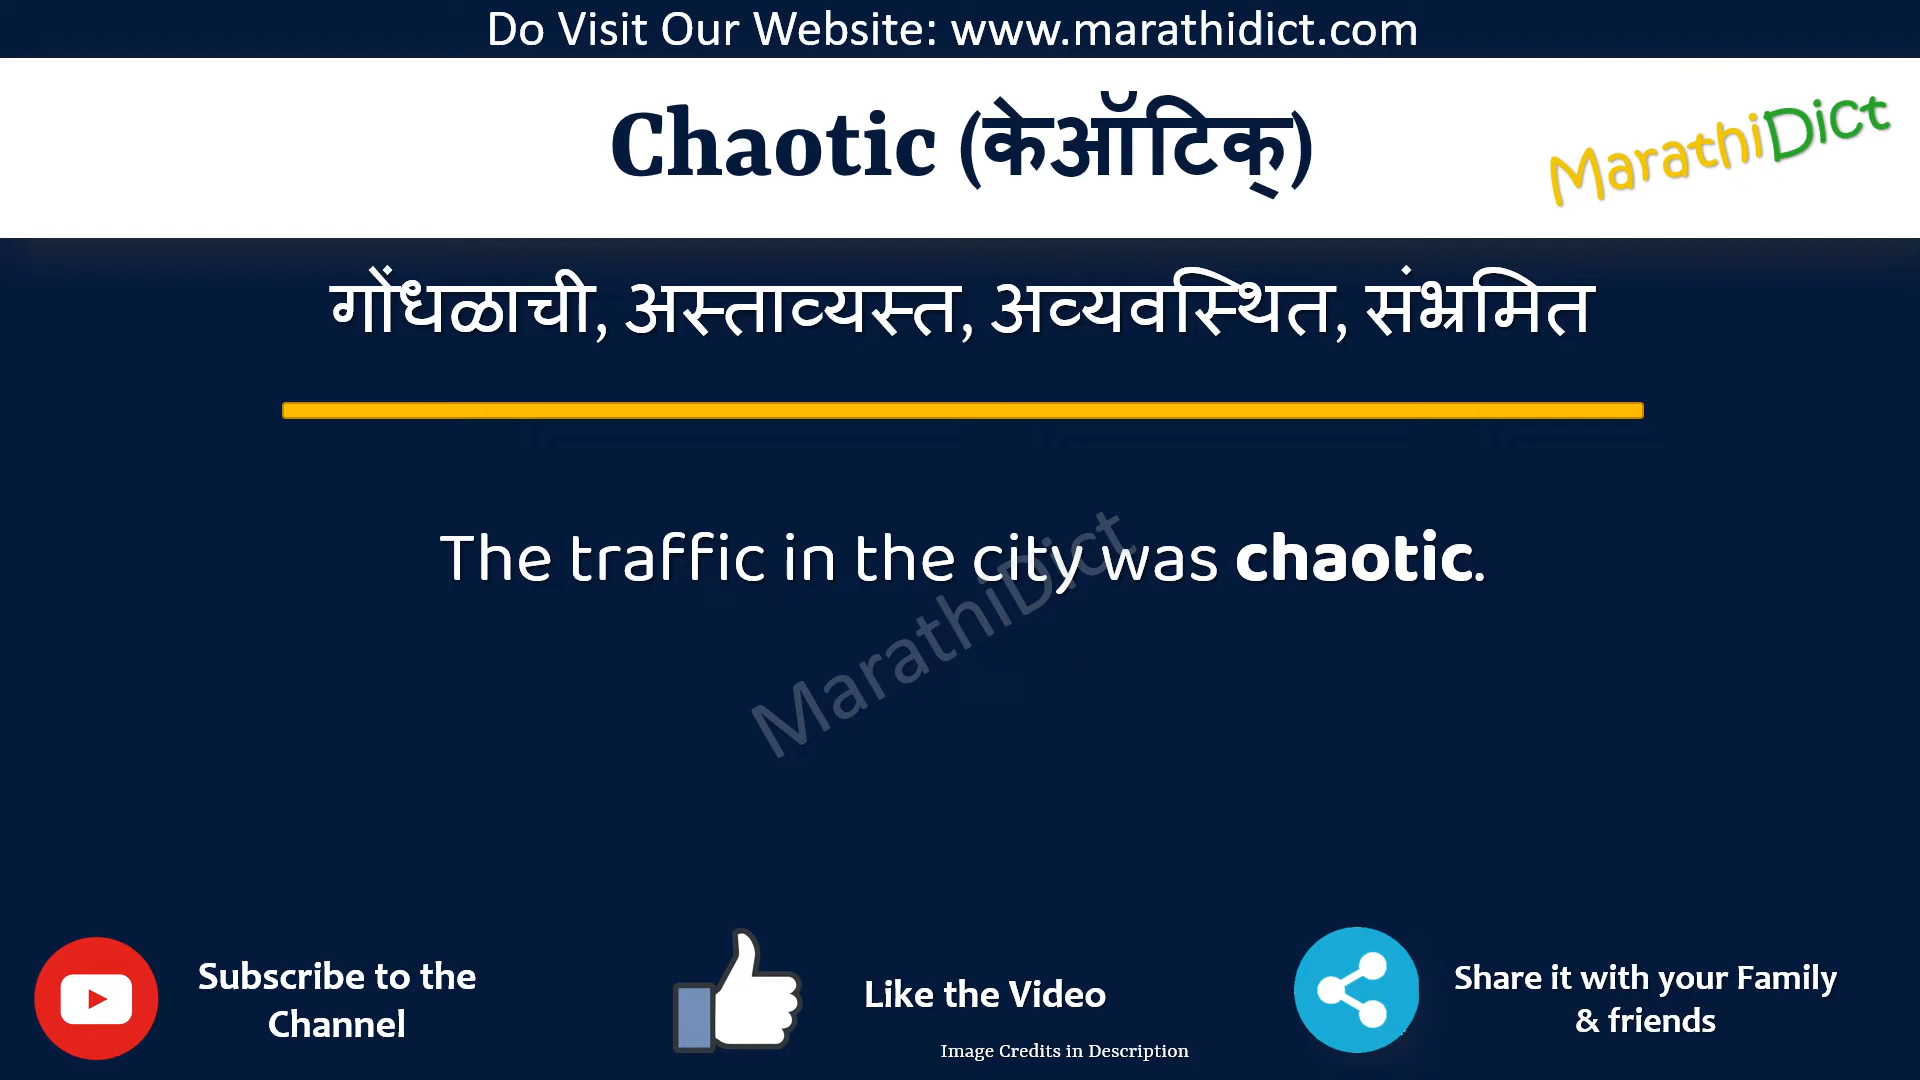 Do Visit Our Website: www.marathidict.com
Chaotic (केऑटिक्)
MarathiDict
गोंधळाची, अस्ताव्यस्त, अव्यवस्थित, संभ्रमित
The traffic in the city was chaotic.
MarathiDict
Subscribe to the
Channel
Like the Video
Share it with your Family
& friends
Image Credits in Description